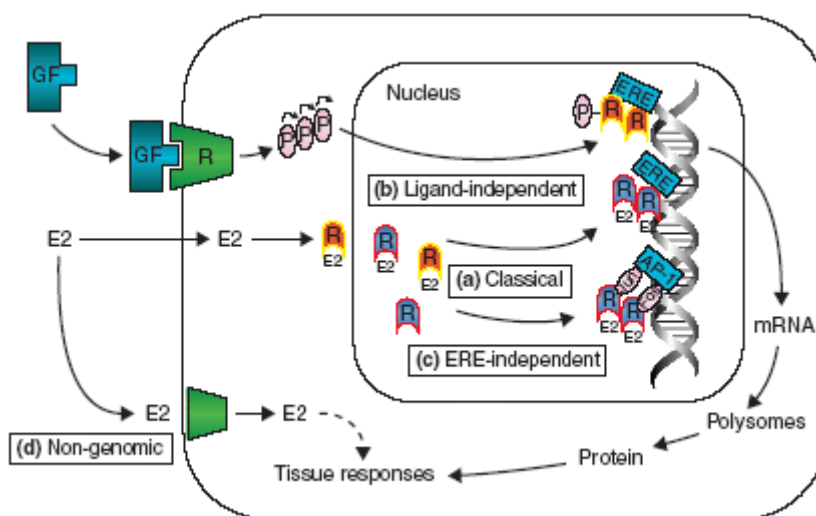 GF
Nucleus
ERE
P
R
R
P
P
P
GF
R
ERE
(b) Ligand-independent
R
R
E2
E2
E2
E2
R
E2
R
R
E2
(a) Classical
AP-1
R
R
R
E2
E2
mRNA
(c) ERE-independent
E2
E2
Polysomes
(d) Non-genomic
Protein
Tissue responses